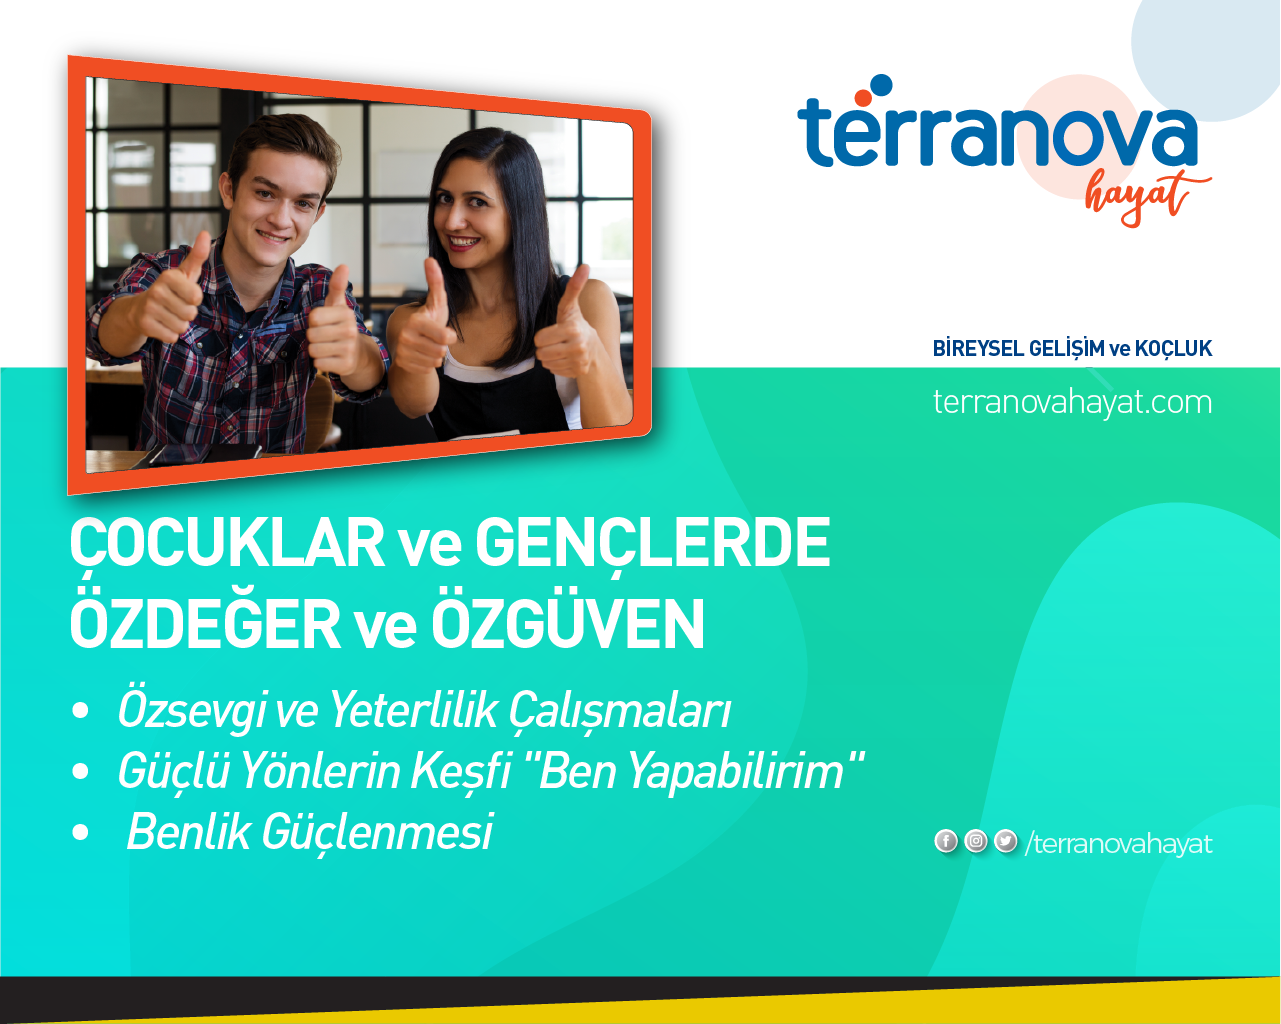 terranova
hayat
BİREYSEL GELİŞİM ve KOÇLUK
terranovahayat.com
ÇOCUKLAR ve GENÇLERDE
ÖZDEĞER ve ÖZGÜVEN
• Özsevgi ve Yeterlilik Çalışmaları
• Güçlü Yönlerin Keşfi "Ben Yapabilirim"
• Benlik Güçlenmesi
/terranovahayat